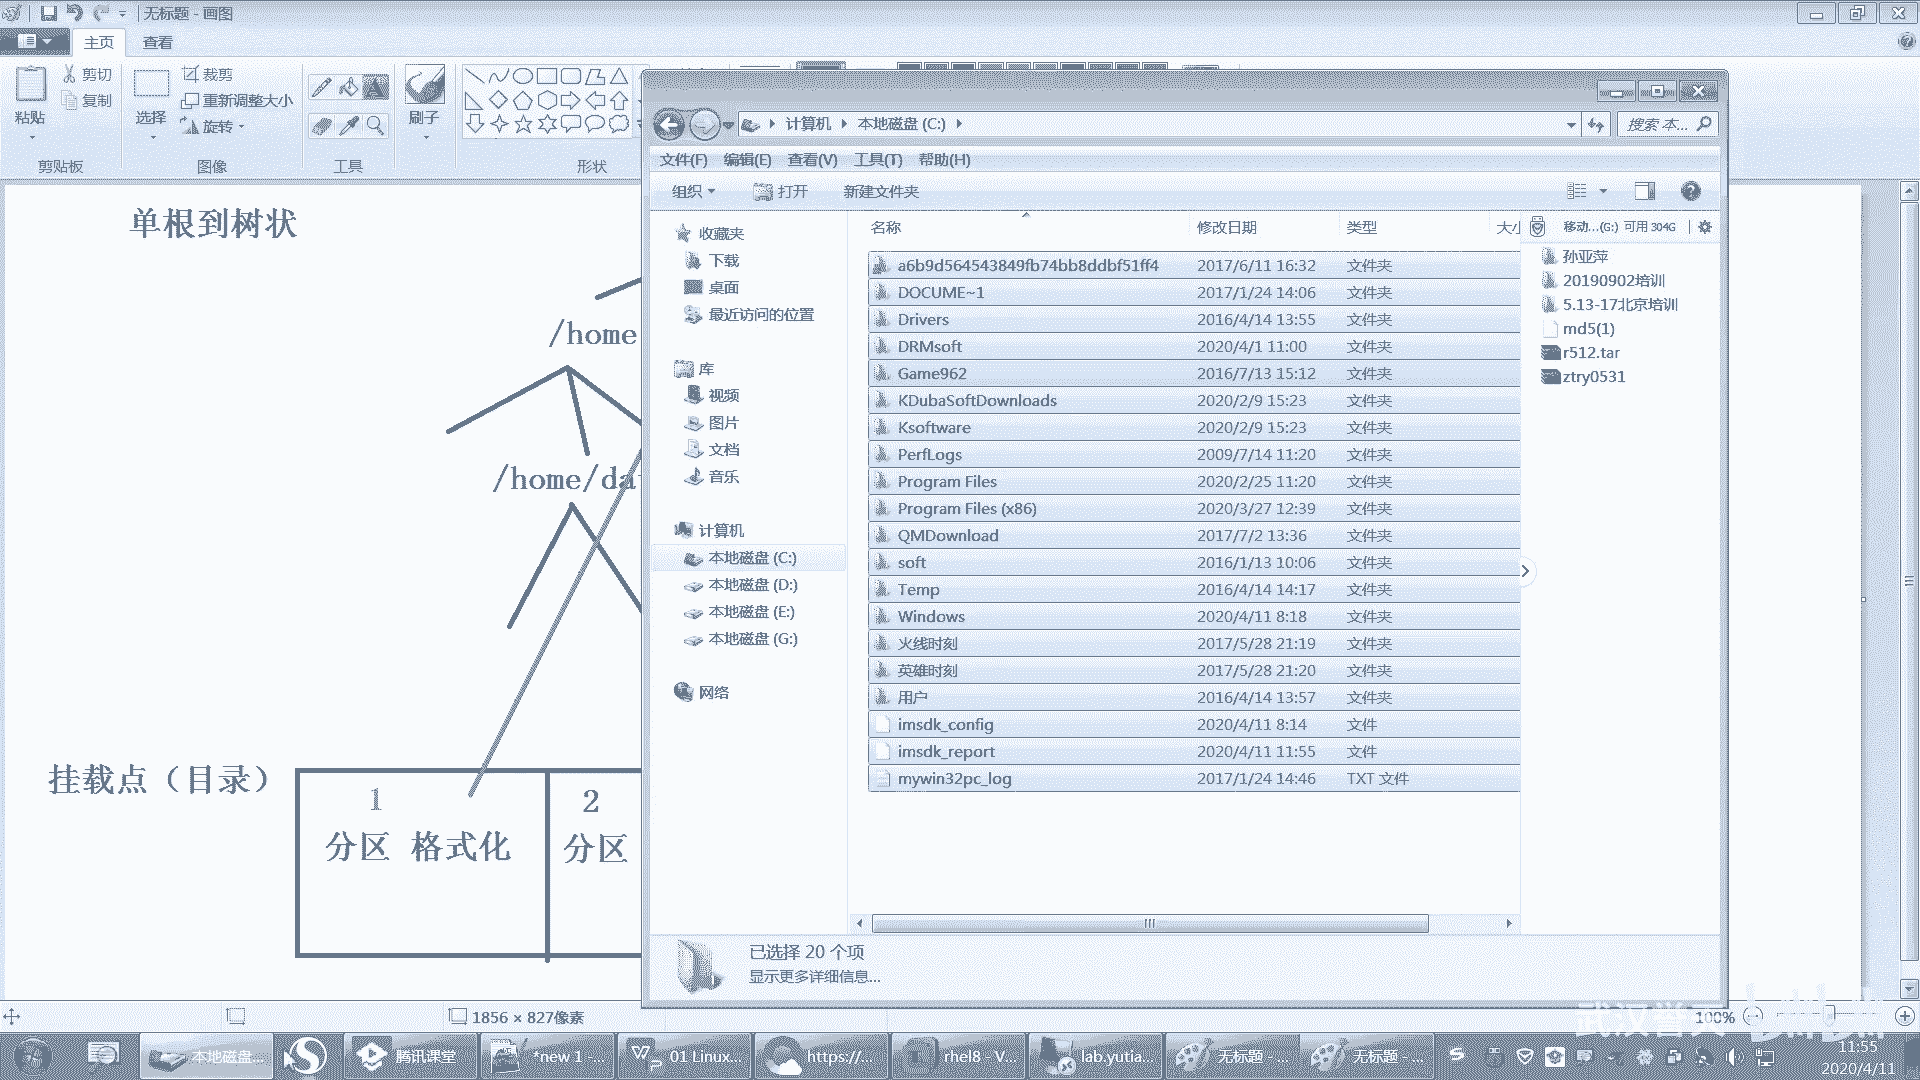 无标题 - 画图
主页 查看
粘贴
剪切
复制
剪贴板
选择
裁剪
重新调整大小
旋转
图像
工具
刷子
形状
单根到树状
/home
/home/da
挂载点（目录）
1
分区 格式化
2
分区
计算机 本地磁盘 (C:)
搜索 本...
文件(F) 编辑(E) 查看(V) 工具(T) 帮助(H)
组织 打开 新建文件夹
收藏夹
下载
桌面
最近访问的位置
库
视频
图片
文档
音乐
计算机
本地磁盘 (C:)
本地磁盘 (D:)
本地磁盘 (E:)
本地磁盘 (G:)
网络
名称 修改日期 类型 大小
a6b9d564543849fb74bb8ddbf51ff4 2017/6/11 16:32 文件夹
DOCUME~1 2017/1/24 14:06 文件夹
Drivers 2016/4/14 13:55 文件夹
DRMsoft 2020/4/1 11:00 文件夹
Game962 2016/7/13 15:12 文件夹
KDubaSoftDownloads 2020/2/9 15:23 文件夹
Ksoftware 2020/2/9 15:23 文件夹
PerfLogs 2009/7/14 11:20 文件夹
Program Files 2020/2/25 11:20 文件夹
Program Files (x86) 2020/3/27 12:39 文件夹
QMDownload 2017/7/2 13:36 文件夹
soft 2016/1/13 10:06 文件夹
Temp 2016/4/14 14:17 文件夹
Windows 2020/4/11 8:18 文件夹
火线时刻 2017/5/28 21:19 文件夹
英雄时刻 2017/5/28 21:20 文件夹
用户 2016/4/14 13:57 文件夹
imsdk_config 2020/4/11 8:14 文件
imsdk_report 2020/4/11 11:55 文件
mywin32pc_log 2017/1/24 14:46 TXT 文件
移动...(G:) 可用 304G
孙亚萍
20190902培训
5.13-17北京培训
md5(1)
r512.tar
ztry0531
已选择 20 个项
显示更多详细信息...
1856 × 827像素
100%
本地磁盘...
腾讯课堂
*new 1 -...
01 Linux...
https://...
rhel8 - V...
lab.yutia...
无标题 - ...
无标题 - ...
11:55
2020/4/11